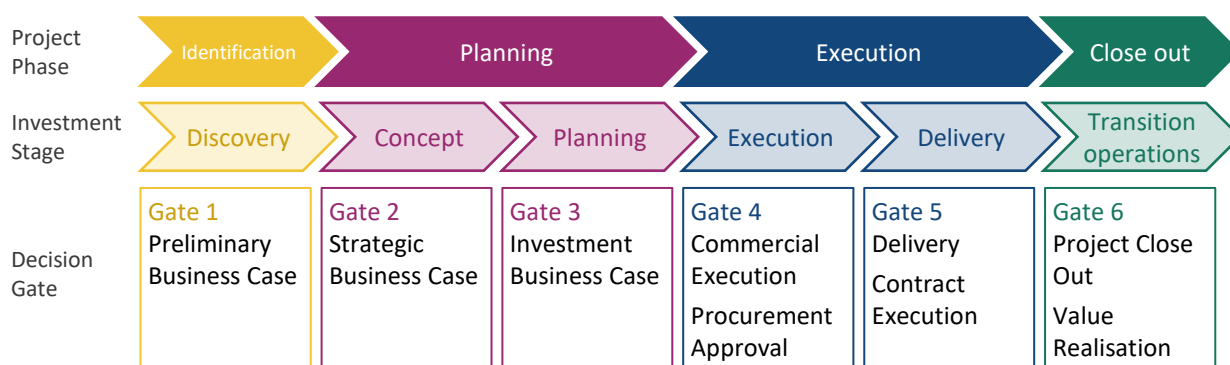 Project
Phase
Identification
Planning
Execution
Close out
Investment
Stage
Discovery
Concept
Planning
Execution
Delivery
Transition
operations
Decision
Gate
Gate 1
Preliminary
Business Case
Gate 2
Strategic
Business Case
Gate 3
Investment
Business Case
Gate 4
Commercial
Execution
Procurement
Approval
Gate 5
Delivery
Contract
Execution
Gate 6
Project Close
Out
Value
Realisation